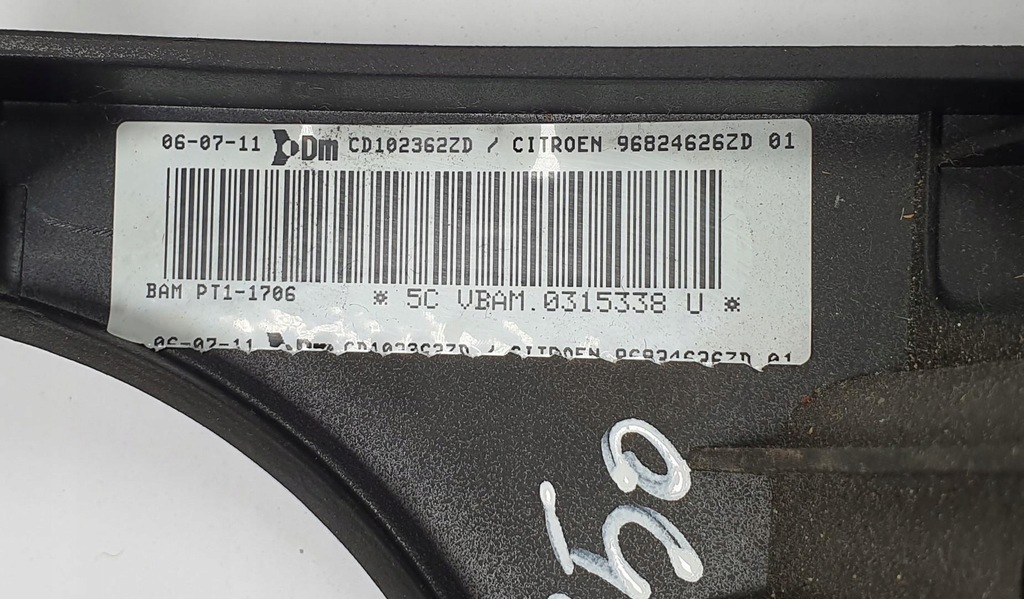 06-07-11 Dm CD102362ZD / CITROEN 96824626ZD 01
BAM PT1-1706 * 5C VBAM.0315338 U *
06-07-11 Dm CD102362ZD / CITROEN 96824626ZD 01
50